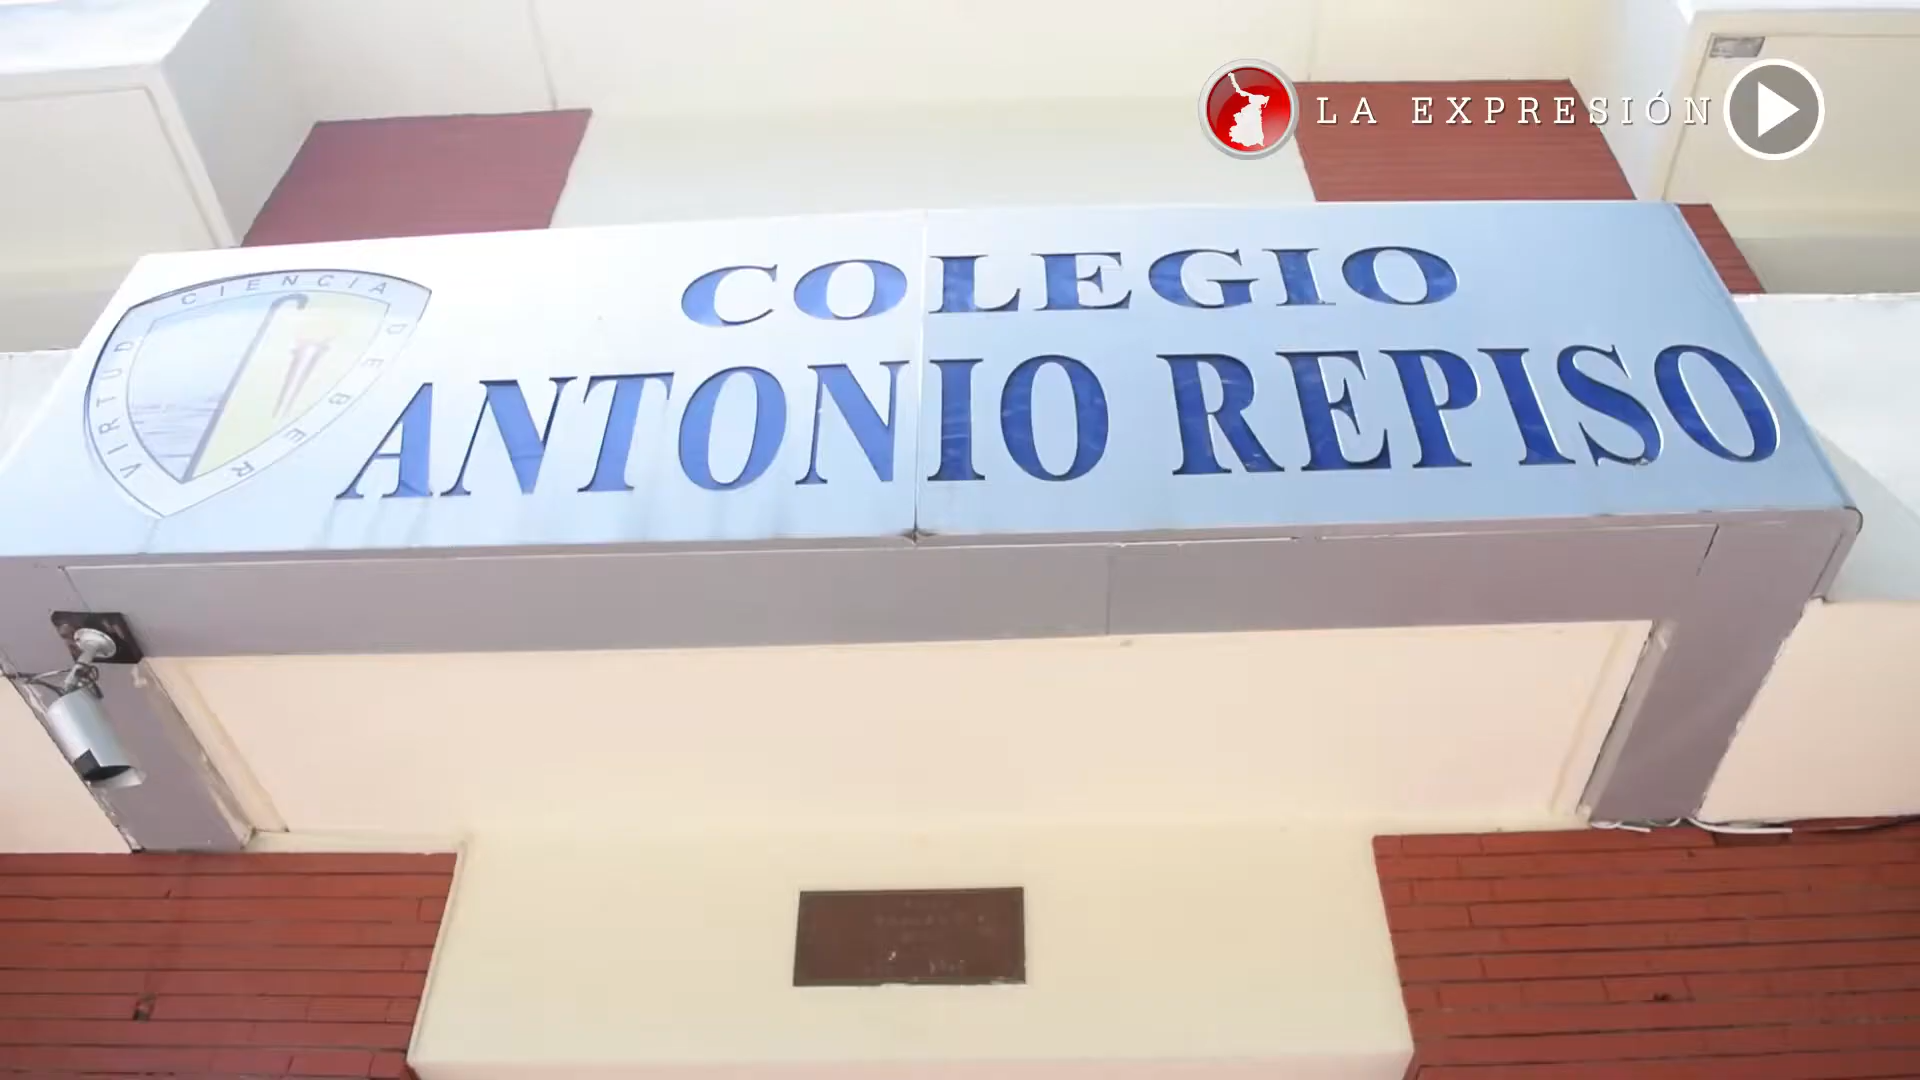 LA EXPRESIÓN
COLEGIO
ANTONIO REPISO
VIRTUD CIENCIA DEBER